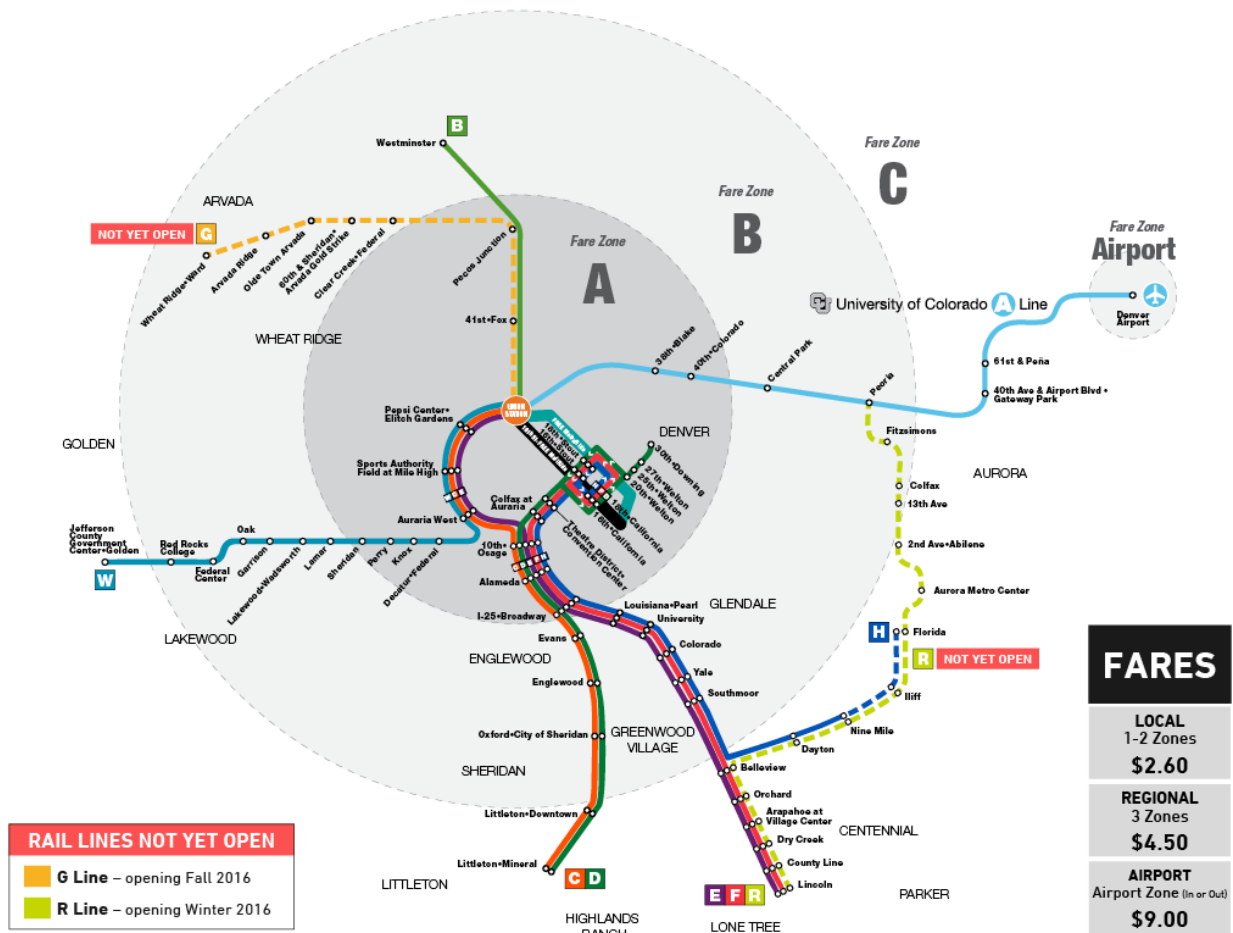 B
Westminster
Fare Zone
C
Fare Zone
B
ARVADA
NOT YET OPEN
G
Wheat Ridge•Ward
Arvada Ridge
Olde Town Arvada
60th & Sheridan•
Arvada Gold Strike
Clear Creek•Federal
Pecos Junction
Fare Zone
A
Fare Zone
Airport
University of Colorado A Line
Denver
Airport
41st•Fox
WHEAT RIDGE
38th•Blake
40th•Colorado
Central Park
Peoria
61st & Peña
40th Ave & Airport Blvd •
Gateway Park
UNION
STATION
Pepsi Center•
Elitch Gardens
GOLDEN
DENVER
Fitzsimons
AURORA
Sports Authority
Field at Mile High
18th•Stout
16th•Stout
30th•Downing
27th•Welton
25th•Welton
20th•Welton
18th•California
16th•California
Colfax at
Auraria
Theatre District•
Convention Center
Auraria West
Colfax
13th Ave
2nd Ave•Abilene
Aurora Metro Center
Jefferson
County
Government
Center•Golden
W
Red Rocks
College
Federal
Center
Oak
Garrison
Lakewood•Wadsworth
Lamar
Sheridan
Perry
Knox
Decatur•Federal
10th•
Osage
Alameda
LAKEWOOD
I-25•Broadway
Louisiana•Pearl
GLENDALE
University
Evans
ENGLEWOOD
Colorado
H
Florida
R
NOT YET OPEN
Englewood
Yale
Southmoor
Iliff
Nine Mile
Dayton
Oxford•City of Sheridan
GREENWOOD
VILLAGE
SHERIDAN
Belleview
Orchard
Arapahoe at
Village Center
Dry Creek
CENTENNIAL
County Line
Lincoln
Littleton•Downtown
Littleton•Mineral
C D
LITTLETON
E F R
PARKER
HIGHLANDS
RANCH
LONE TREE
RAIL LINES NOT YET OPEN
G Line – opening Fall 2016
R Line – opening Winter 2016
FARES
LOCAL
1-2 Zones
$2.60
REGIONAL
3 Zones
$4.50
AIRPORT
Airport Zone (In or Out)
$9.00